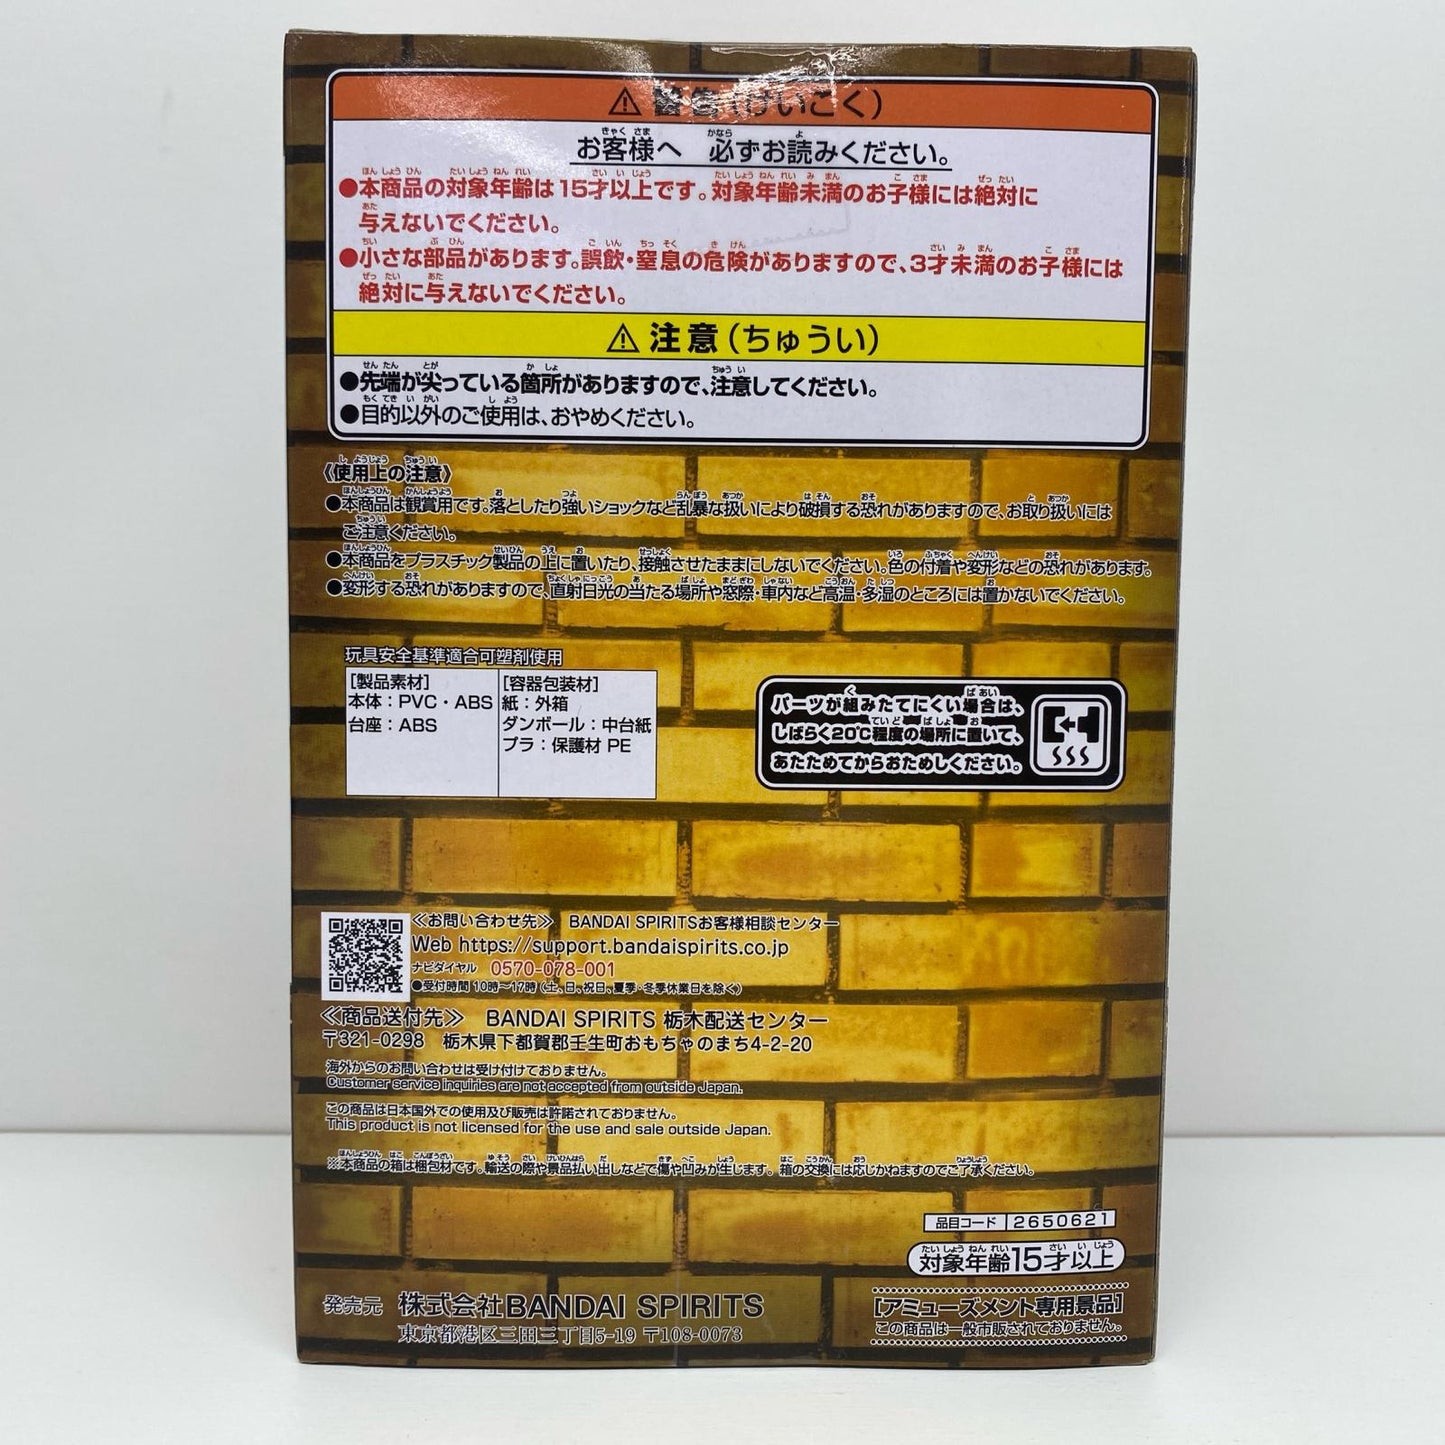 ⚠ 警告(けいこく)
お客様へ 必ずお読みください。
●本商品の対象年齢は15才以上です。対象年齢未満のお子様には絶対に
与えないでください。
●小さな部品があります。誤飲・窒息の危険がありますので、3才未満のお子様には
絶対に与えないでください。
⚠ 注意(ちゅうい)
●先端が尖っている箇所がありますので、注意してください。
●目的以外のご使用は、おやめください。
《使用上の注意》
●本商品は観賞用です。落としたり強いショックなど乱暴な扱いにより破損する恐れがありますので、お取り扱いには
ご注意ください。
●本商品をプラスチック製品の上に置いたり、接触させたままにしないでください。色の付着や変形などの恐れがあります。
●変形する恐れがありますので、直射日光の当たる場所や窓際・車内など高温・多湿のところには置かないでください。
玩具安全基準適合可塑剤使用
[製品素材]
本体：PVC・ABS
台座：ABS
[容器包装材]
紙：外箱
ダンボール：中台紙
プラ：保護材 PE
パーツが組みたてにくい場合は、
しばらく20℃程度の場所に置いて、
あたためてからおためしください。
≪お問い合わせ先≫ BANDAI SPIRITSお客様相談センター
Web https://support.bandaispirits.co.jp
ナビダイヤル 0570-078-001
●受付時間 10時〜17時(土、日、祝日、夏季・冬季休業日を除く)
≪商品送付先≫ BANDAI SPIRITS 栃木配送センター
〒321-0298 栃木県下都賀郡壬生町おもちゃのまち4-2-20
海外からのお問い合わせは受け付けておりません。
Customer service inquiries are not accepted from outside Japan.
この商品は日本国外での使用及び販売は許諾されておりません。
This product is not licensed for the use and sale outside Japan.
※本商品の箱は梱包材です。輸送の際や景品払い出しなどで傷や凹みが生じます。箱の交換には応じかねますのでご了承ください。
品目コード 2650621
対象年齢15才以上
発売元 株式会社BANDAI SPIRITS
東京都港区三田三丁目5-19 〒108-0073
[アミューズメント専用景品]
この商品は一般市販されておりません。